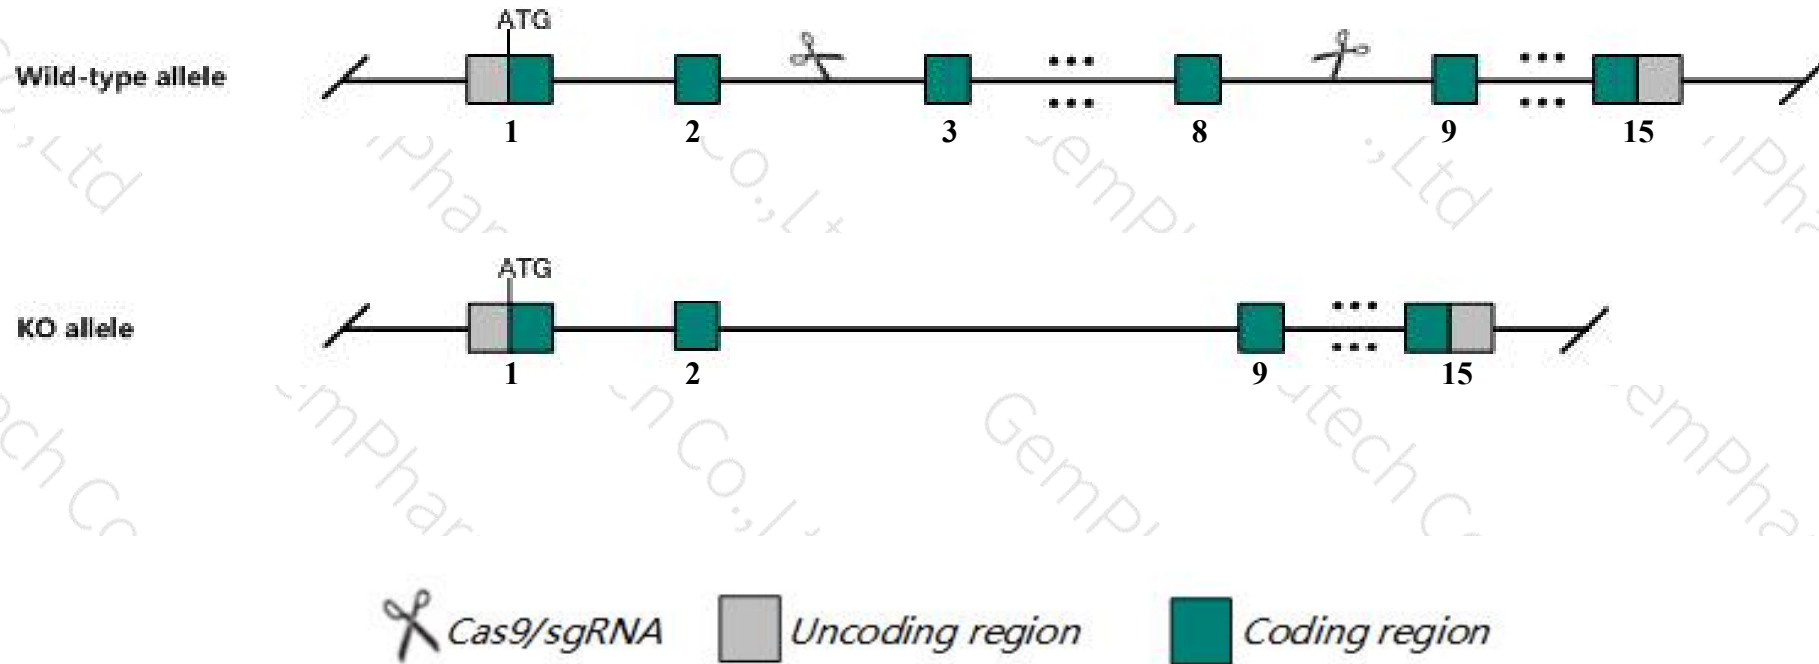 ATG
Wild-type allele
1 2 3 8 9 15
ATG
KO allele
1 2 9 15
Cas9/sgRNA Uncoding region Coding region